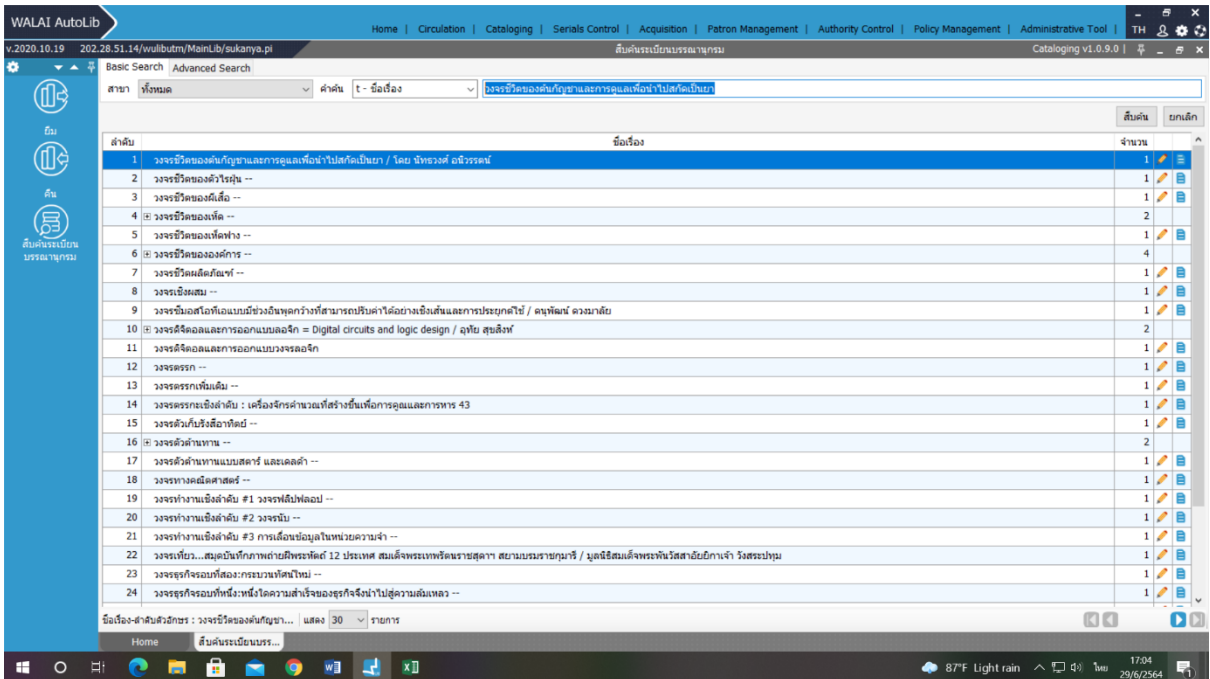 WALAI AutoLib
Home | Circulation | Cataloging | Serials Control | Acquisition | Patron Management | Authority Control | Policy Management | Administrative Tool | TH
v.2020.10.19 202.28.51.14/wulibutm/MainLib/sukanya.pi สืบค้นระเบียนบรรณานุกรม Cataloging v1.0.9.0 |
Basic Search Advanced Search
สาขา ทั้งหมด คำค้น t - ชื่อเรื่อง วงจรชีวิตของต้นกัญชาและการดูแลเพื่อนำไปสกัดเป็นยา
สืบค้น ยกเลิก
ยืม
คืน
สืบค้นระเบียน
บรรณานุกรม
ลำดับ ชื่อเรื่อง จำนวน
1 วงจรชีวิตของต้นกัญชาและการดูแลเพื่อนำไปสกัดเป็นยา / โดย นัทธวงศ์ อนิวรรตน์ 1
2 วงจรชีวิตของตัวไรฝุ่น -- 1
3 วงจรชีวิตของผีเสื้อ -- 1
4 วงจรชีวิตของเห็ด -- 2
5 วงจรชีวิตของเห็ดฟาง -- 1
6 วงจรชีวิตขององค์การ -- 4
7 วงจรชีวิตผลิตภัณฑ์ -- 1
8 วงจรเชิงผสม -- 1
9 วงจรซีมอสโอทีเอแบบมีช่วงอินพุตกว้างที่สามารถปรับค่าได้อย่างเชิงเส้นและการประยุกต์ใช้ / ดนุพัฒน์ ดวงมาลัย 1
10 วงจรดิจิตอลและการออกแบบลอจิก = Digital circuits and logic design / อุทัย สุขสิงห์ 2
11 วงจรดิจิตอลและการออกแบบวงจรลอจิก 1
12 วงจรตรรก -- 1
13 วงจรตรรกเพิ่มเติม -- 1
14 วงจรตรรกะเชิงลำดับ : เครื่องจักรคำนวณที่สร้างขึ้นเพื่อการคูณและการหาร 43 1
15 วงจรตัวเก็บรังสีอาทิตย์ -- 1
16 วงจรตัวต้านทาน -- 2
17 วงจรตัวต้านทานแบบสตาร์ และเดลต้า -- 1
18 วงจรทางคณิตศาสตร์ -- 1
19 วงจรทำงานเชิงลำดับ #1 วงจรฟลิปฟลอป -- 1
20 วงจรทำงานเชิงลำดับ #2 วงจรนับ -- 1
21 วงจรทำงานเชิงลำดับ #3 การเลื่อนข้อมูลในหน่วยความจำ -- 1
22 วงจรเที่ยว...สมุดบันทึกภาพถ่ายฝีพระหัตถ์ 12 ประเทศ สมเด็จพระเทพรัตนราชสุดาฯ สยามบรมราชกุมารี / มูลนิธิสมเด็จพระพันวัสสาอัยยิกาเจ้า วังสระปทุม 1
23 วงจรธุรกิจรอบที่สอง:กระบวนทัศน์ใหม่ -- 1
24 วงจรธุรกิจรอบที่หนึ่ง:หนึ่งใดความสำเร็จของธุรกิจจึงนำไปสู่ความล้มเหลว -- 1
ชื่อเรื่อง-ลำดับตัวอักษร : วงจรชีวิตของต้นกัญชา... แสดง 30 รายการ
Home สืบค้นระเบียนบรร...
87°F Light rain ไทย 17:04
29/6/2564